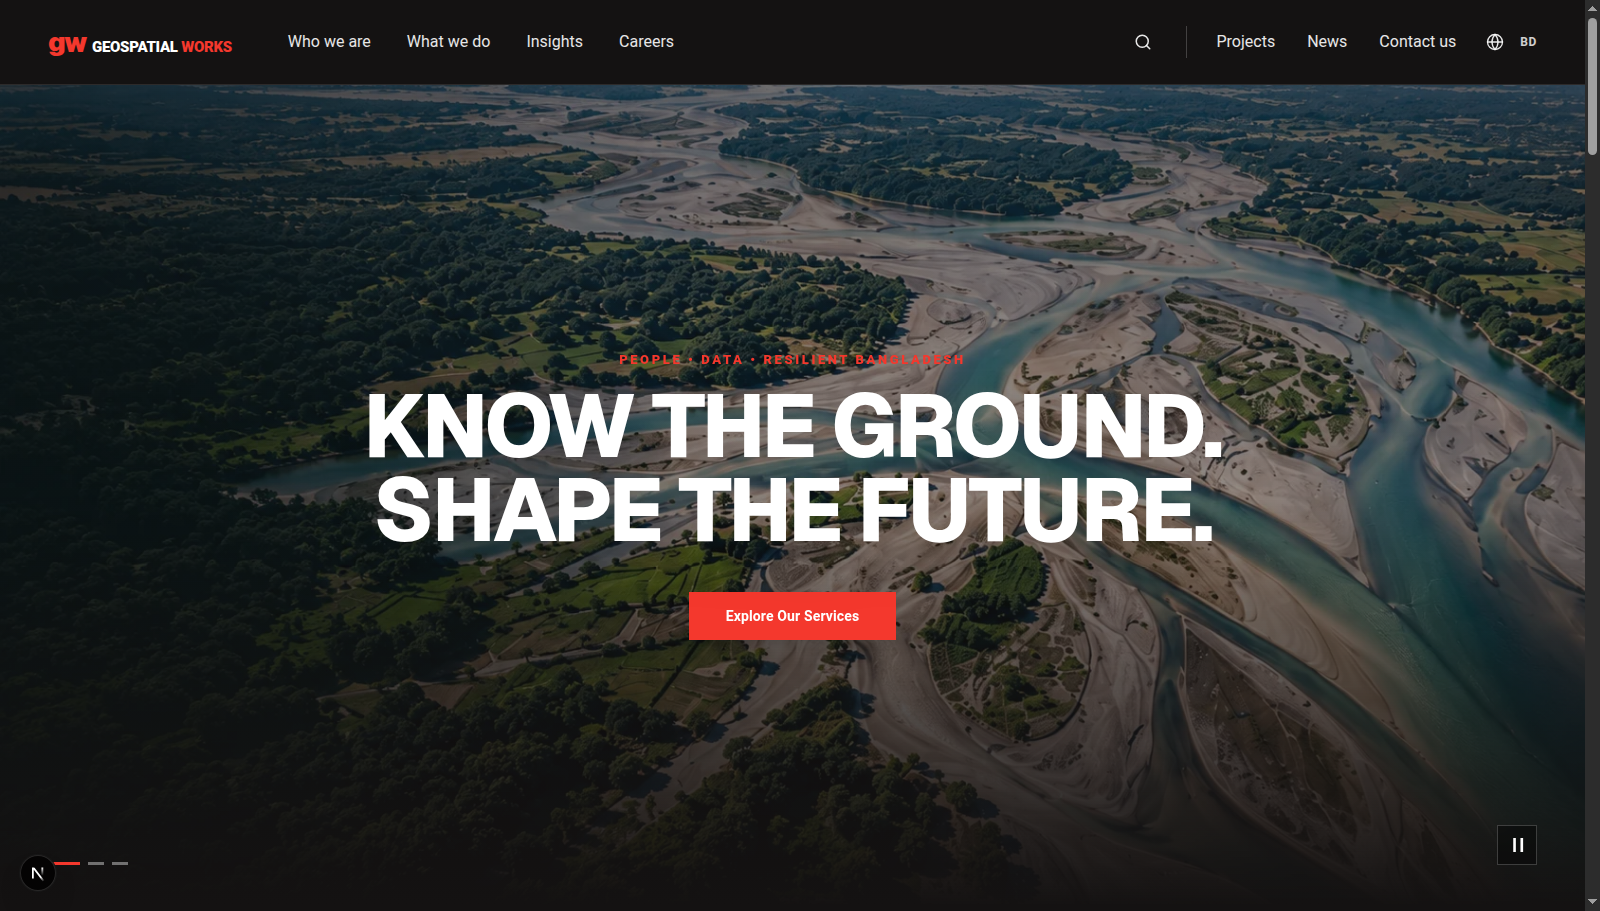 gw GEOSPATIAL WORKS
Who we are
What we do
Insights
Careers
Projects
News
Contact us
BD
PEOPLE • DATA • RESILIENT BANGLADESH
KNOW THE GROUND.
SHAPE THE FUTURE.
Explore Our Services
N